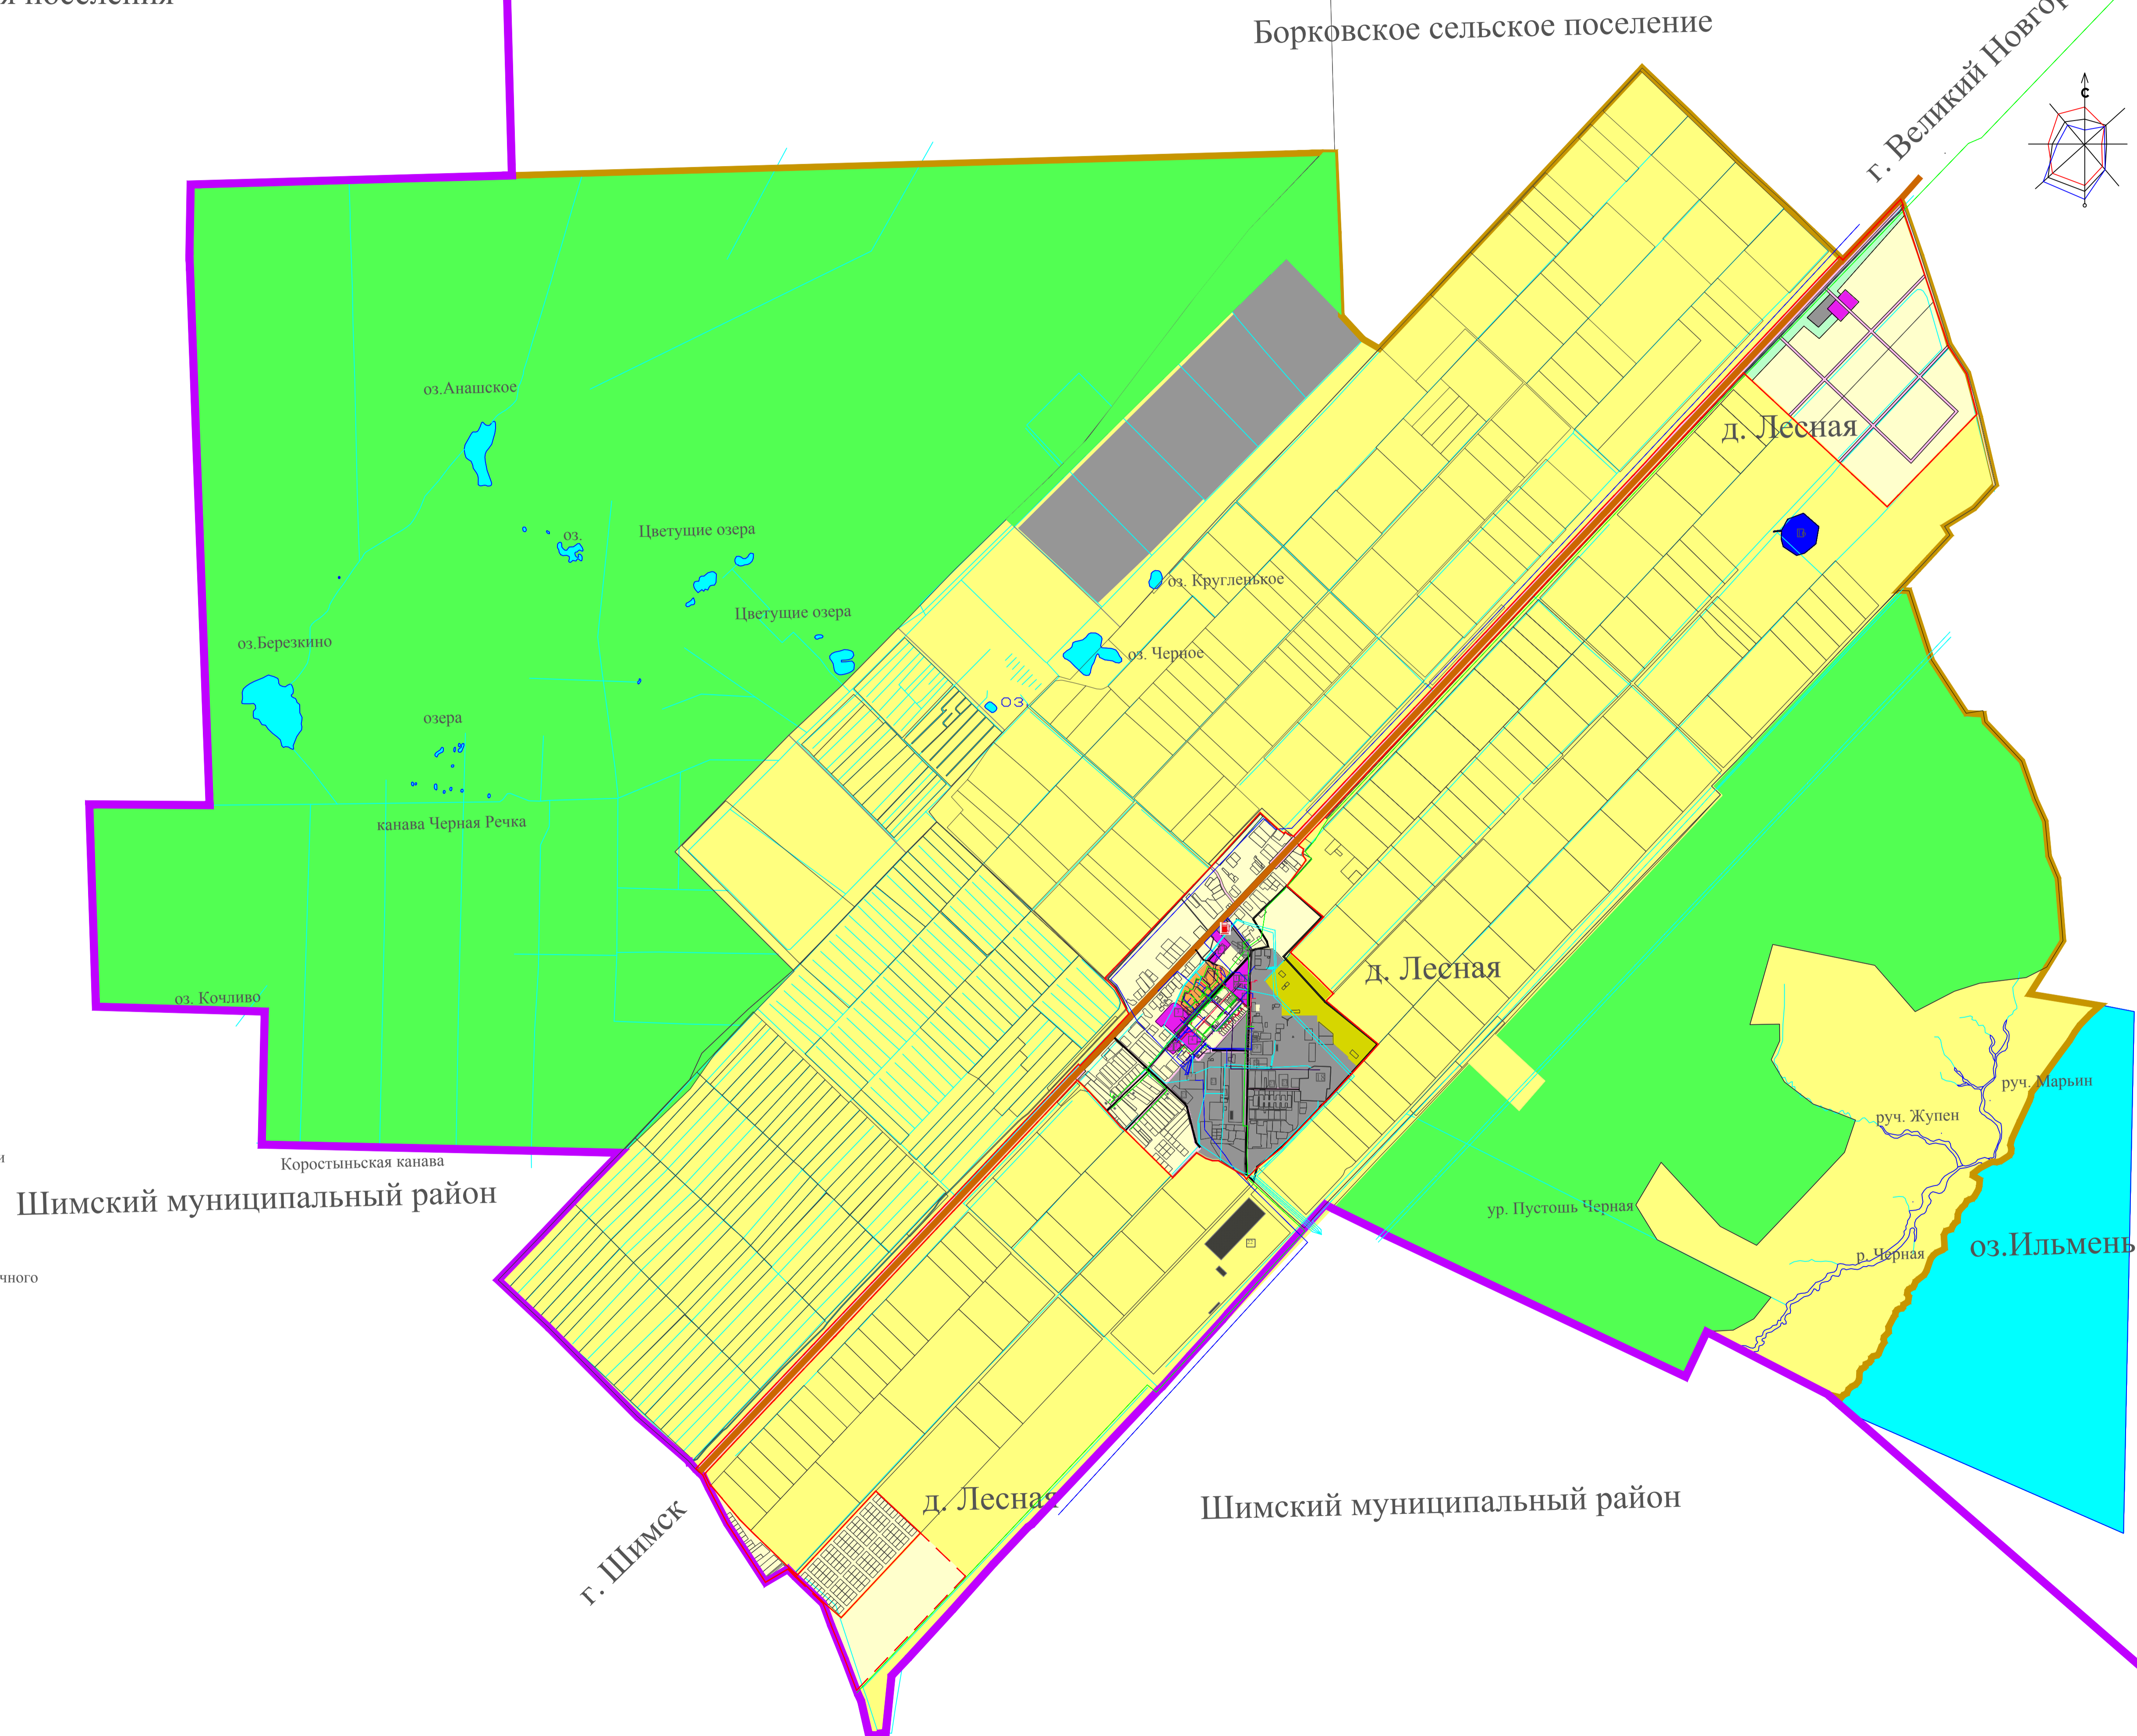 я поселения
Борковское сельское поселение
г. Великий Новгор
С
оз.Анашское
д. Лесная
оз.
Цветущие озера
оз. Кругленькое
Цветущие озера
оз.Березкино
оз. Черное
оз.
озера
канава Черная Речка
д. Лесная
оз. Кочливо
руч. Марьин
руч. Жупен
и
Коростыньская канава
Шимский муниципальный район
ур. Пустошь Черная
р. Черная
оз.Ильмень
чного
д. Лесная
Шимский муниципальный район
г. Шимск